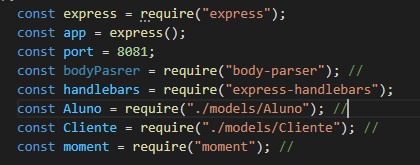 const express = require("express");
const app = express();
const port = 8081;
const bodyPasrer = require("body-parser"); //
const handlebars = require("express-handlebars");
const Aluno = require("./models/Aluno"); //
const Cliente = require("./models/Cliente"); //
const moment = require("moment"); //